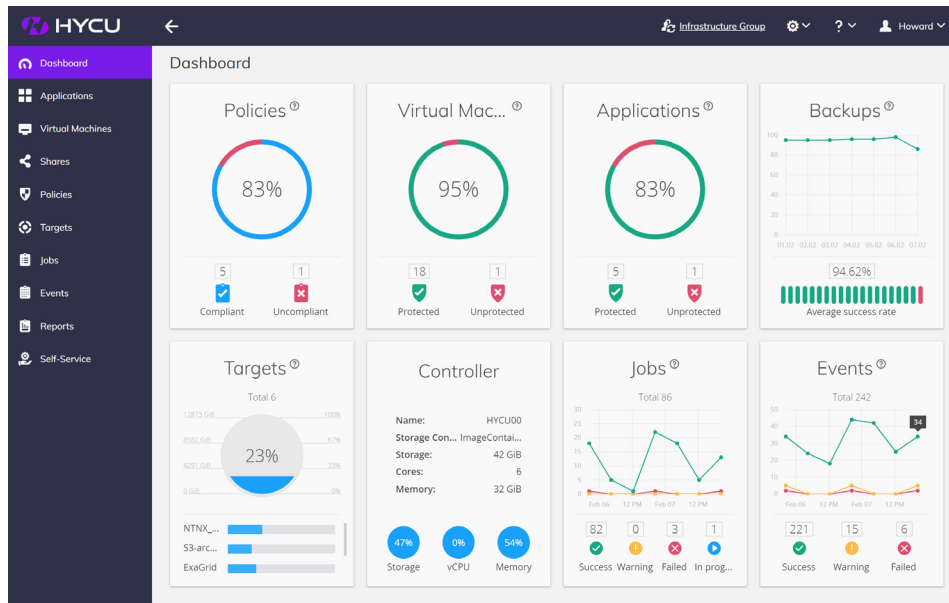 HYCU
Infrastructure Group
?
Howard
Dashboard
Applications
Virtual Machines
Shares
Policies
Targets
Jobs
Events
Reports
Self-Service
Dashboard
Policies ?
83%
5 1
Compliant Uncompliant
Virtual Mac... ?
95%
18 1
Protected Unprotected
Applications ?
83%
5 1
Protected Unprotected
Backups ?
100
80
60
40
20
0
01.02 02.02 03.02 04.02 05.02 06.02 07.02
94.62%
Average success rate
Targets ?
Total 6
12873 GiB 100%
8582 GiB 67%
4291 GiB 33%
0 GiB 0%
23%
NTNX_...
S3-arc...
ExaGrid
Controller
Name: HYCU00
Storage Con... ImageContai...
Storage: 42 GiB
Cores: 6
Memory: 32 GiB
47% 0% 54%
Storage vCPU Memory
Jobs ?
Total 86
30
25
20
15
10
5
0
Feb 06 12 PM Feb 07 12 PM
82 0 3 1
Success Warning Failed In prog...
Events ?
Total 242
50
40
30
20
10
0
34
Feb 06 12 PM Feb 07 12 PM
221 15 6
Success Warning Failed